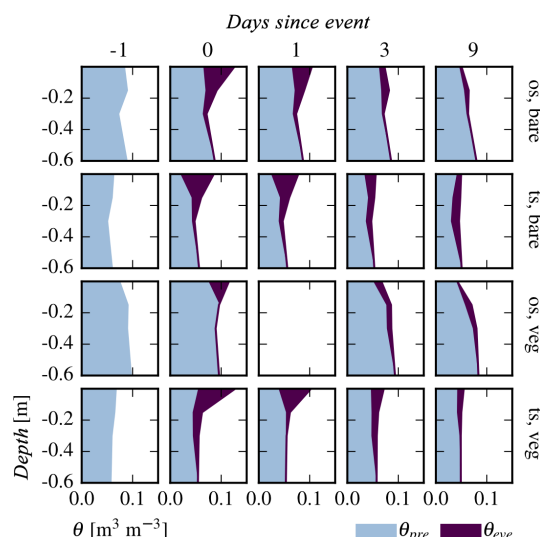 Days since event
-1 0 1 3 9
-0.2
-0.4
-0.6
os, bare
-0.2
-0.4
-0.6
ts, bare
-0.2
-0.4
-0.6
os, veg
-0.2
-0.4
-0.6
ts, veg
Depth [m]
0.0 0.1 0.0 0.1 0.0 0.1 0.0 0.1 0.0 0.1
θ [m³ m⁻³]
θpre θeve